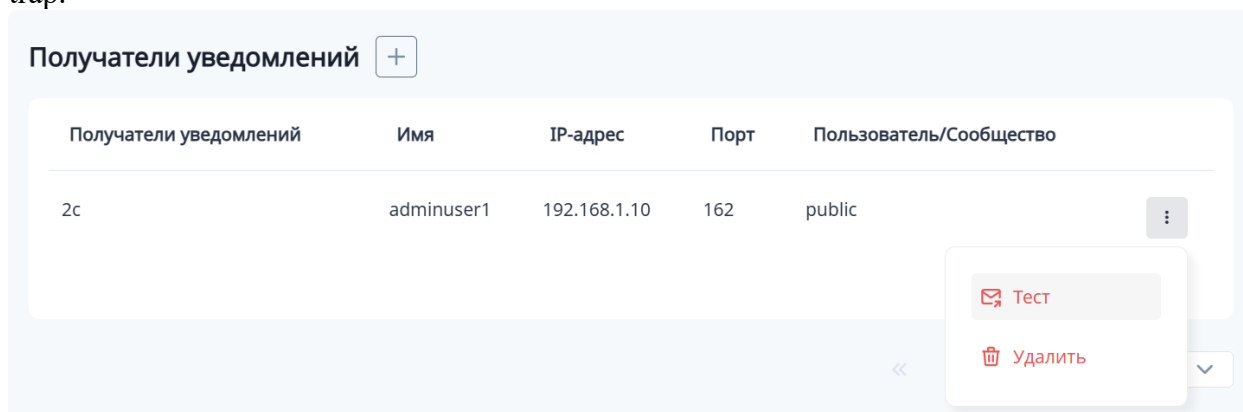 trap.
Получатели уведомлений +
Получатели уведомлений Имя IP-адрес Порт Пользователь/Сообщество
2c adminuser1 192.168.1.10 162 public
Тест
Удалить